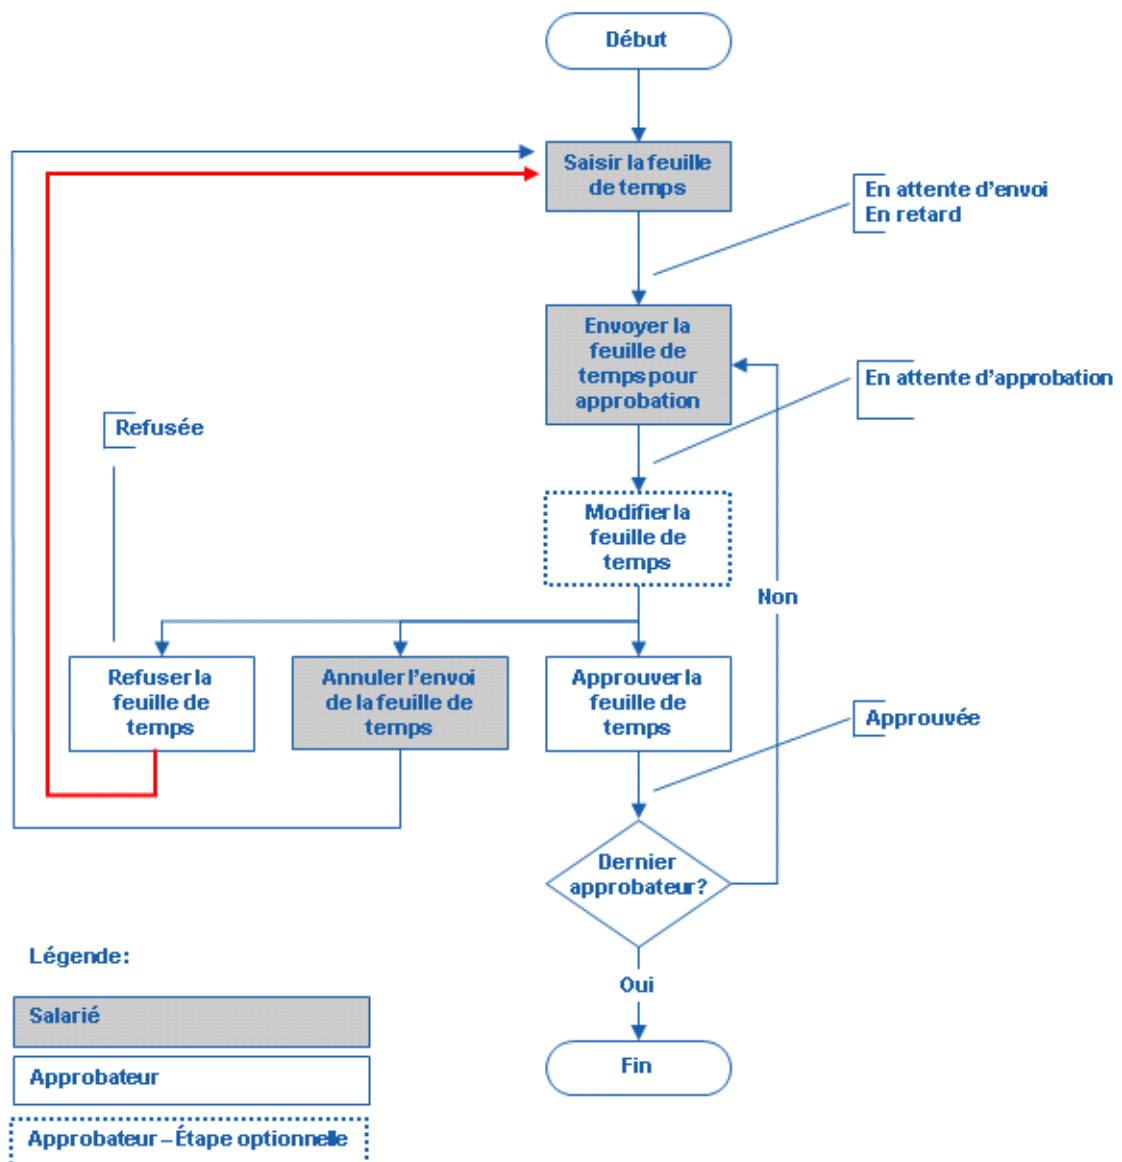 Début
Saisir la feuille
de temps
En attente d'envoi
En retard
Envoyer la
feuille de
temps pour
approbation
En attente d'approbation
Refusée
Modifier la
feuille de
temps
Non
Refuser la
feuille de
temps
Annuler l'envoi
de la feuille de
temps
Approuver la
feuille de
temps
Approuvée
Dernier
approbateur?
Légende:
Oui
Salarié
Fin
Approbateur
Approbateur – Étape optionnelle